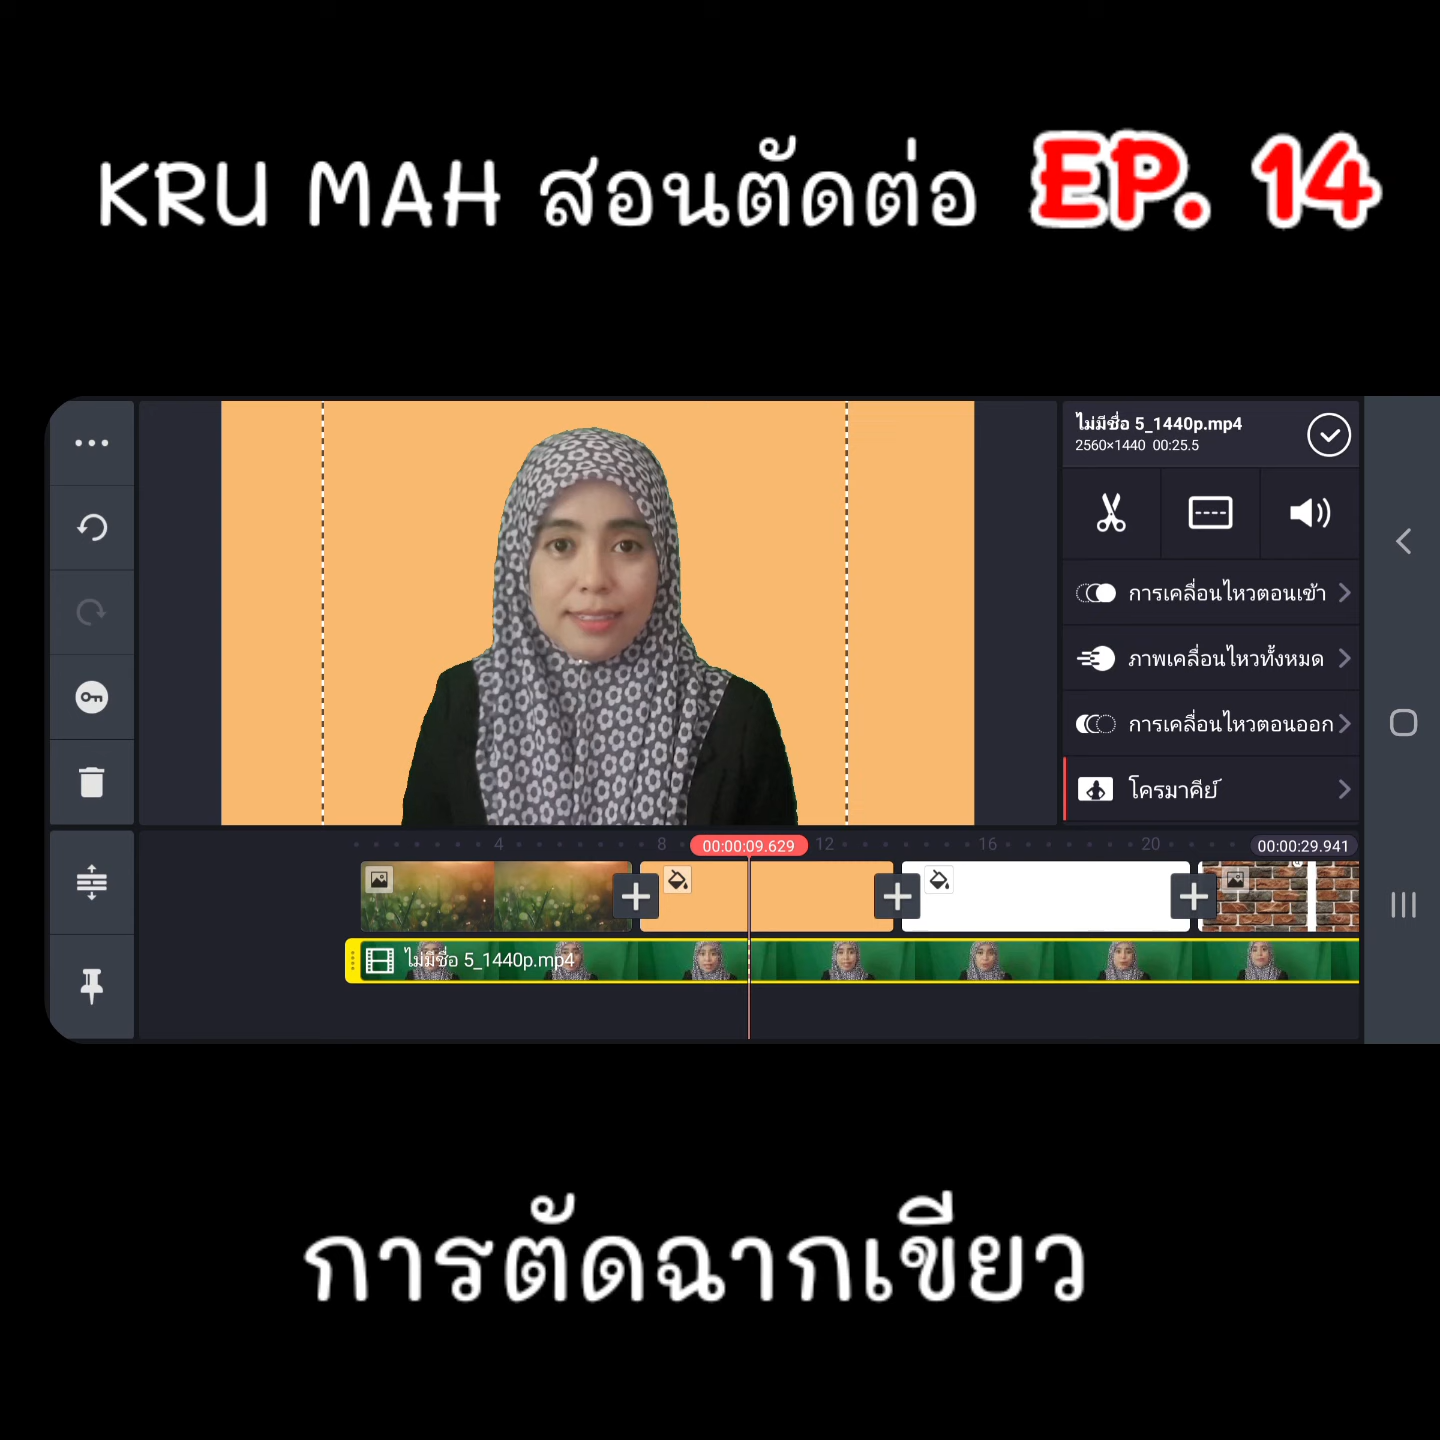 KRU MAH สอนตัดต่อ EP. 14
ไม่มีชื่อ 5_1440p.mp4
2560×1440 00:25.5
การเคลื่อนไหวตอนเข้า
ภาพเคลื่อนไหวทั้งหมด
การเคลื่อนไหวตอนออก
โครมาคีย์
4 8 00:00:09.629 12 16 20 00:00:29.941
ไม่มีชื่อ 5_1440p.mp4
การตัดฉากเขียว